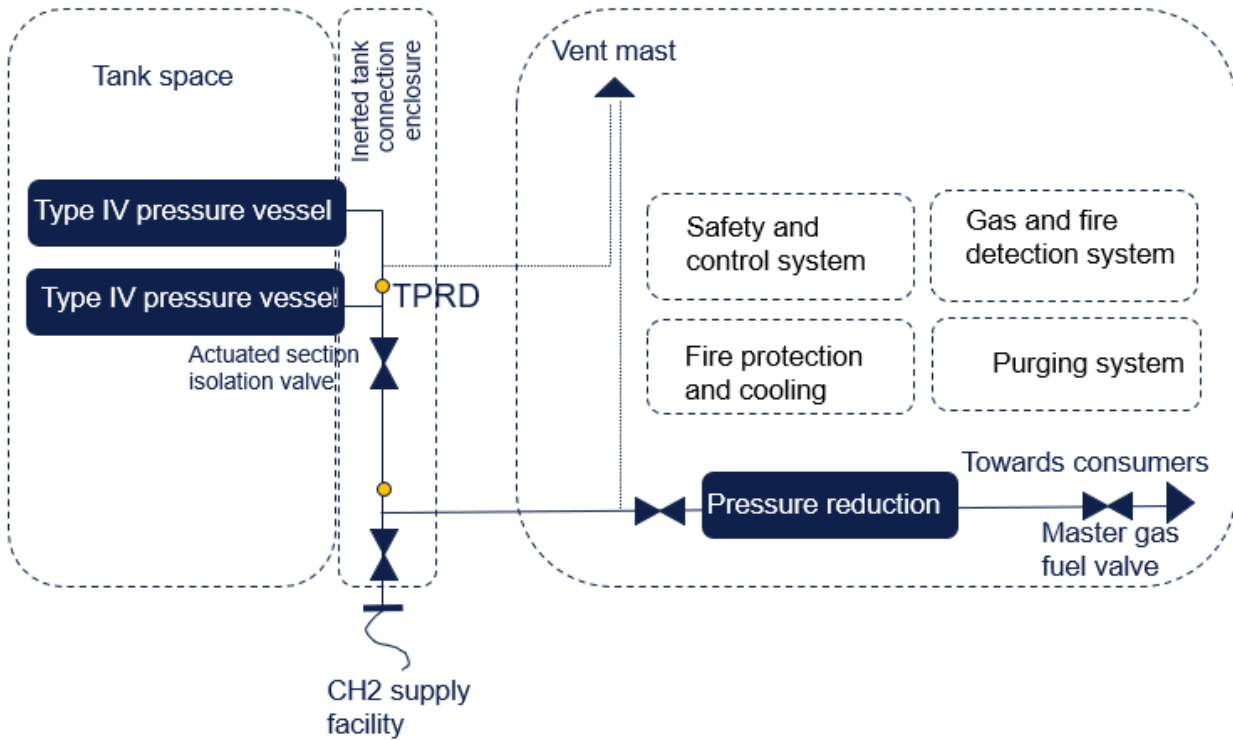 Tank space
Inerted tank
connection
enclosure
Vent mast
Type IV pressure vessel
Type IV pressure vessel
TPRD
Actuated section
isolation valve
Safety and
control system
Gas and fire
detection system
Fire protection
and cooling
Purging system
Towards consumers
Pressure reduction
Master gas
fuel valve
CH2 supply
facility